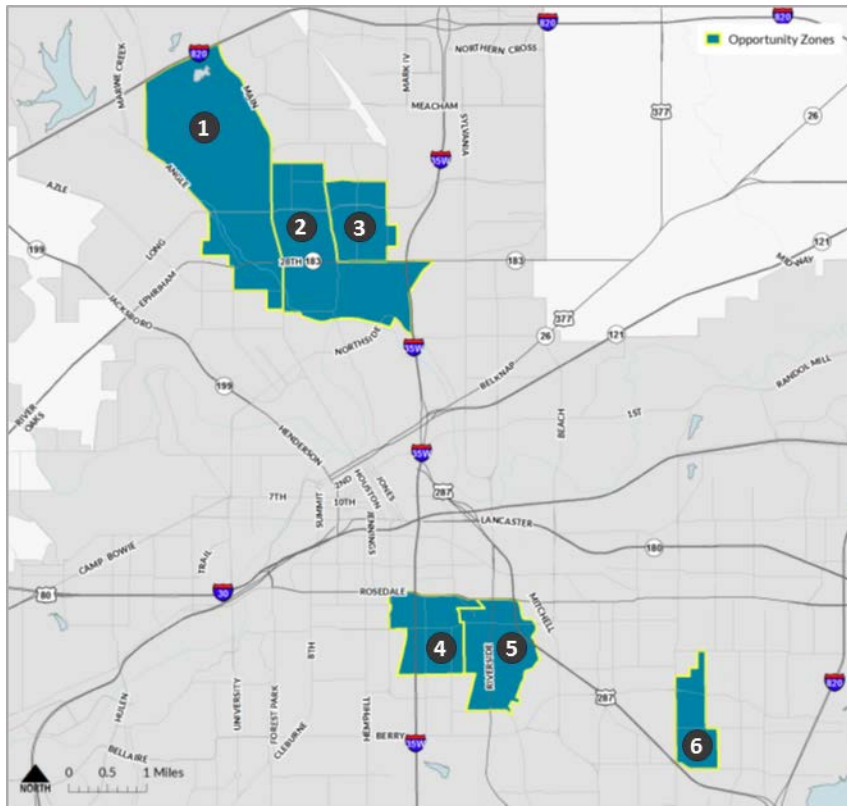 820
820
820
Opportunity Zones
NORTHERN CROSS
MARINE CREEK
MARK IV
MAIN
MEACHAM
SYLVANIA
377
26
1
35W
ANGLE
AZLE
2
3
199
LONG
28TH
183
183
121
MIDWAY
EPHRIHAM
JACKSBORO
NORTHSIDE
35W
377
26
121
BELKNAP
RANDOL MILL
199
RIVER OAKS
HENDERSON
BEACH
1ST
35W
2ND
HOUSTON
JONES
7TH
SUMMIT
10TH
JENNINGS
287
LANCASTER
180
CAMP BOWIE
TRAIL
80
30
ROSEDALE
MITCHELL
4
5
8TH
RIVERSIDE
820
287
HULEN
UNIVERSITY
FOREST PARK
CLEBURNE
HEMPHILL
BERRY
35W
6
BELLAIRE
NORTH
0 0.5 1 Miles